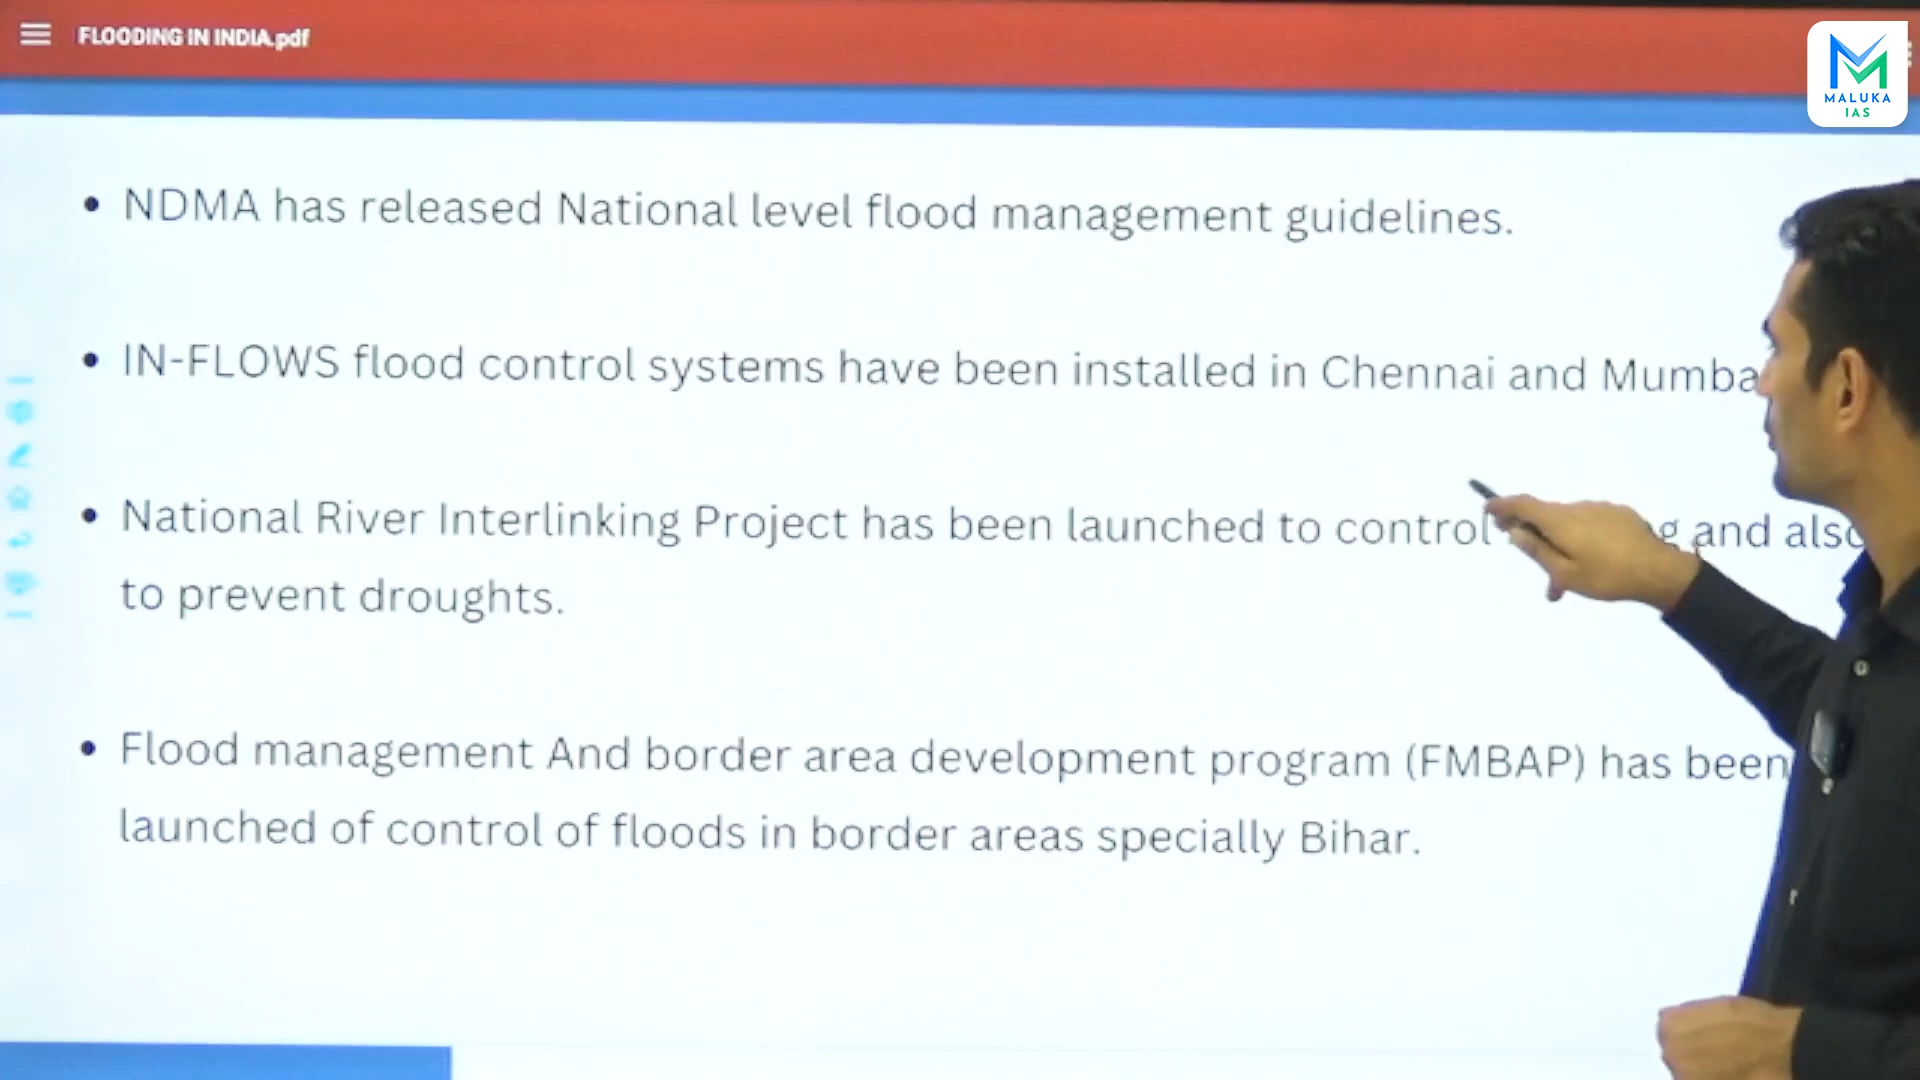 FLOODING IN INDIA.pdf
MALUKA
IAS
• NDMA has released National level flood management guidelines.
• IN-FLOWS flood control systems have been installed in Chennai and Mumba
• National River Interlinking Project has been launched to control and also
to prevent droughts.
• Flood management And border area development program (FMBAP) has been
launched of control of floods in border areas specially Bihar.